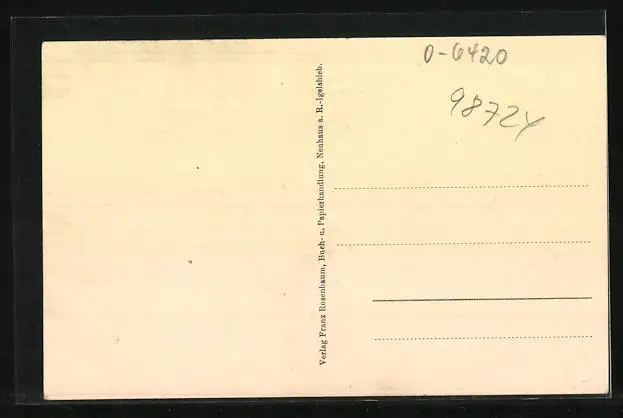 0-6420
98724
Verlag Franz Rosenbaum, Buch- u. Papierhandlung, Neuhaus a. R.-Igelshieb.